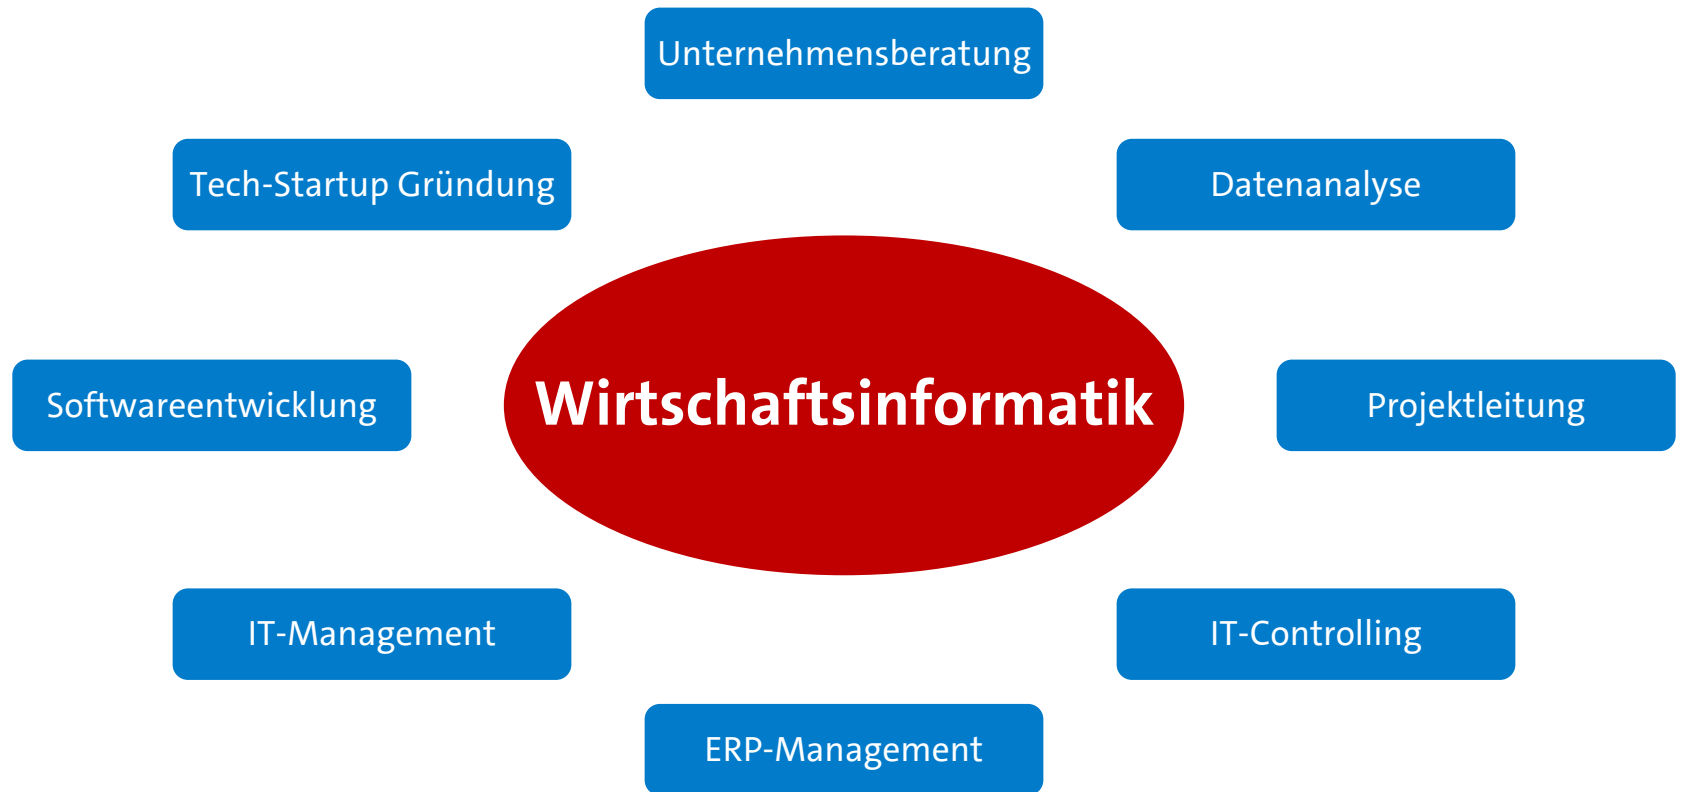 Unternehmensberatung
Tech-Startup Gründung
Datenanalyse
Softwareentwicklung
Wirtschaftsinformatik
Projektleitung
IT-Management
IT-Controlling
ERP-Management